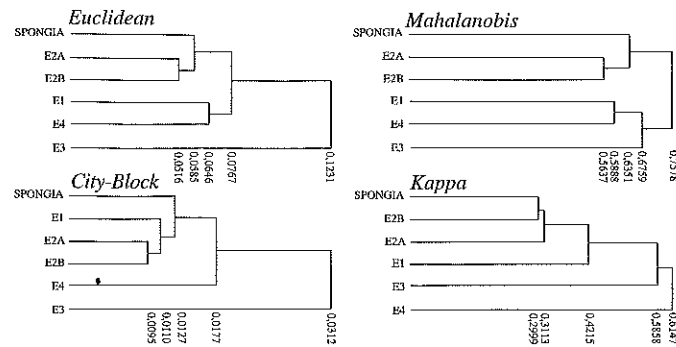 Euclidean
SPONGIA
E2A
E2B
E1
E4
E3
0,0516
0,0585
0,0646
0,0767
0,1231
Mahalanobis
SPONGIA
E2A
E2B
E1
E4
E3
0,5637
0,5888
0,6351
0,6759
City-Block
SPONGIA
E1
E2A
E2B
E4
E3
0,0095
0,0110
0,0127
0,0177
0,0312
Kappa
SPONGIA
E2B
E2A
E1
E3
E4
0,2999
0,3113
0,4215
0,5858
0,6147